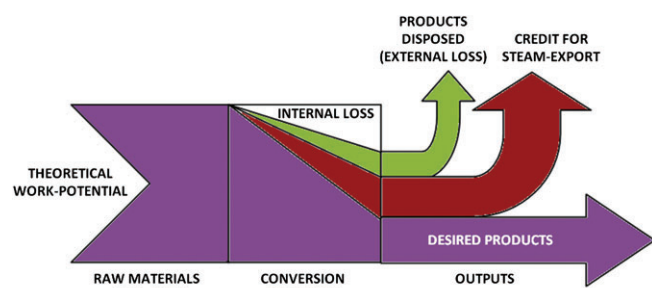 PRODUCTS
DISPOSED
(EXTERNAL LOSS)
CREDIT FOR
STEAM-EXPORT
INTERNAL LOSS
THEORETICAL
WORK-POTENTIAL
DESIRED PRODUCTS
RAW MATERIALS
CONVERSION
OUTPUTS